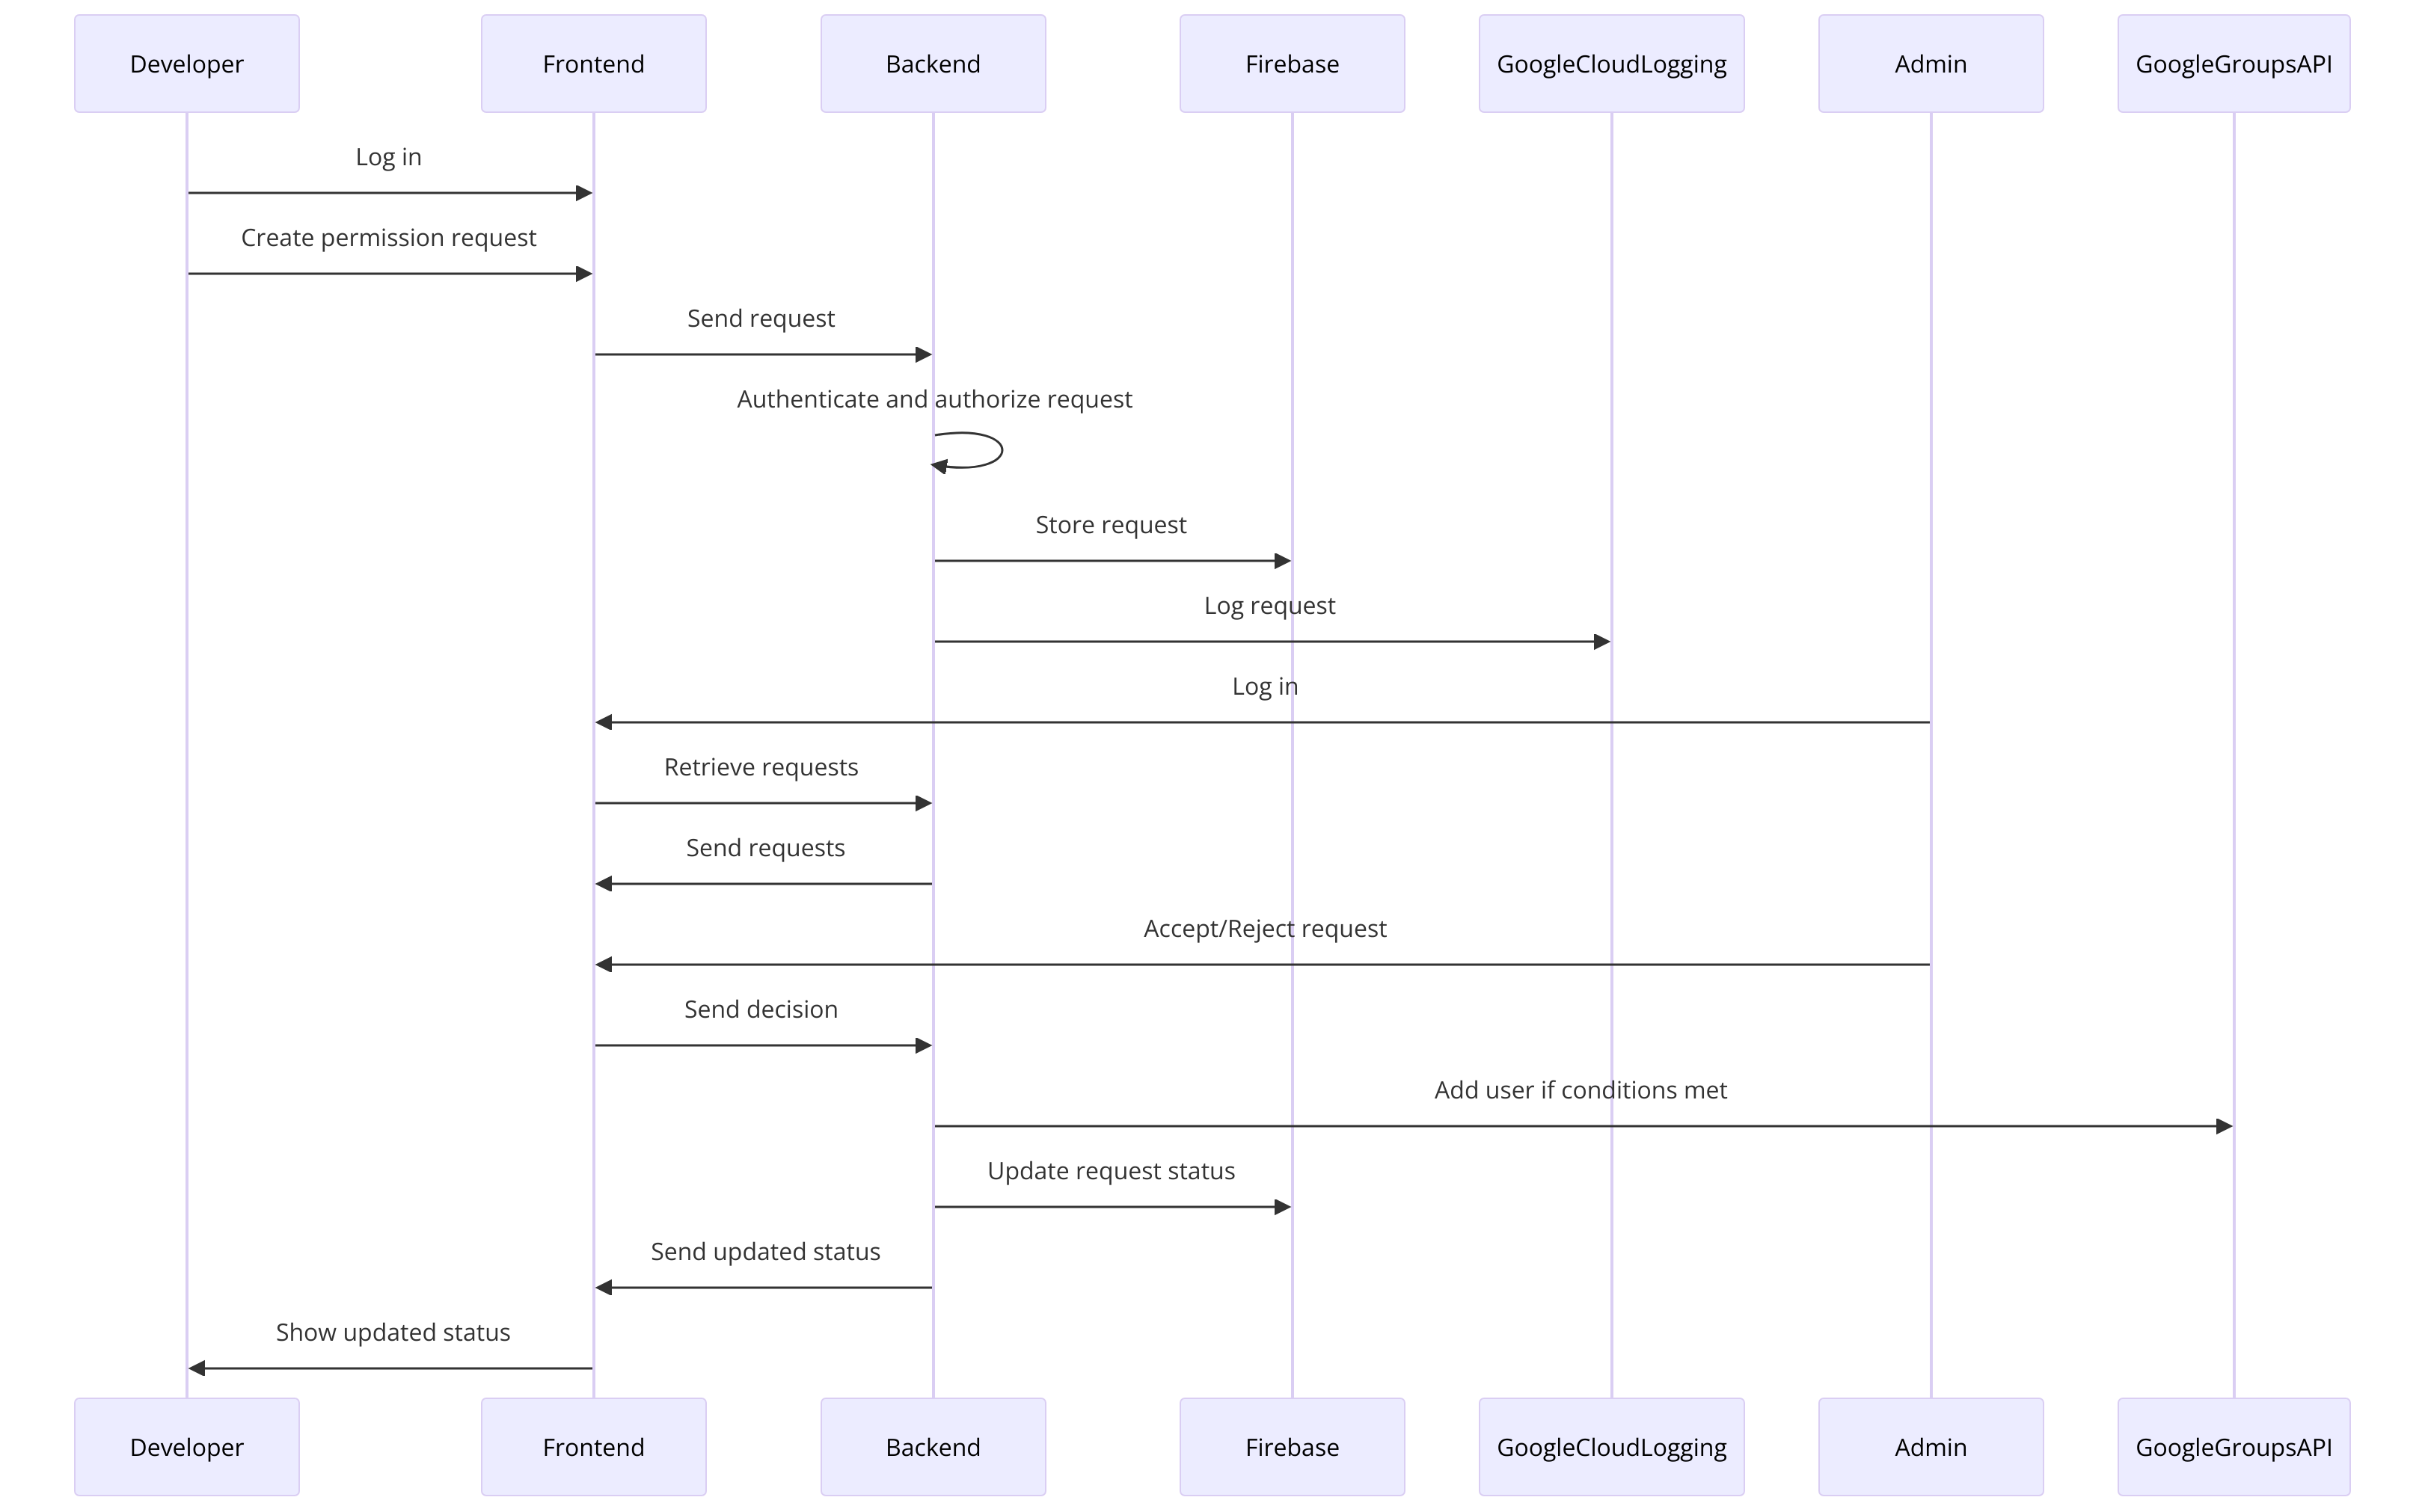 Developer
Frontend
Backend
Firebase
GoogleCloudLogging
Admin
GoogleGroupsAPI
Log in
Create permission request
Send request
Authenticate and authorize request
Store request
Log request
Log in
Retrieve requests
Send requests
Accept/Reject request
Send decision
Add user if conditions met
Update request status
Send updated status
Show updated status
Developer
Frontend
Backend
Firebase
GoogleCloudLogging
Admin
GoogleGroupsAPI